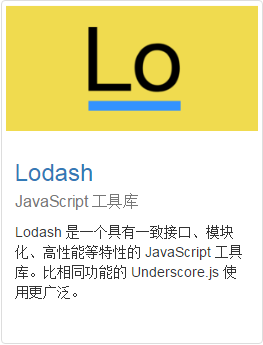 Lo
Lodash
JavaScript 工具库
Lodash 是一个具有一致接口、模块
化、高性能等特性的 JavaScript 工具
库。比相同功能的 Underscore.js 使
用更广泛。